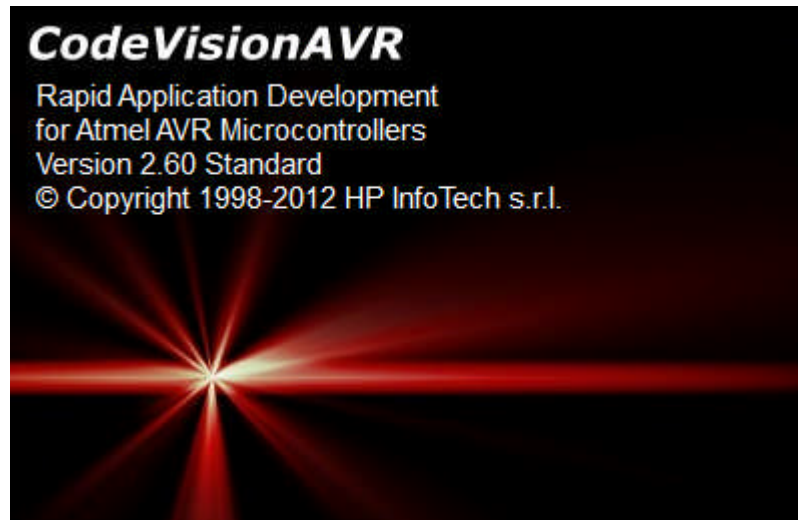 CodeVisionAVR
Rapid Application Development
for Atmel AVR Microcontrollers
Version 2.60 Standard
© Copyright 1998-2012 HP InfoTech s.r.l.